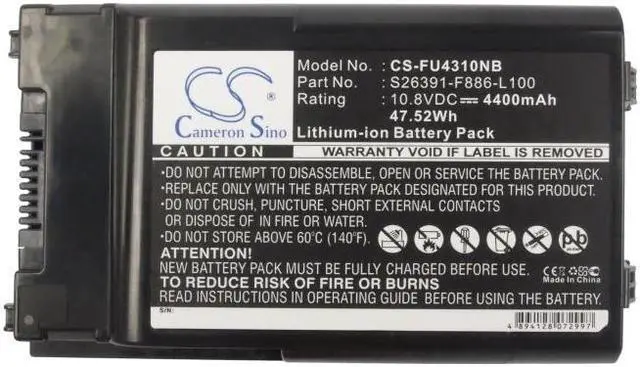 CS
Cameron Sino
Model No. : CS-FU4310NB
Part No. : S26391-F886-L100
Rating : 10.8VDC⎓ 4400mAh
47.52Wh
Lithium-ion Battery Pack
CAUTION WARRANTY VOID IF LABEL IS REMOVED
•DO NOT ATTEMPT TO DISASSEMBLE, OPEN OR SERVICE THE BATTERY.
•REPLACE ONLY WITH THE BATTERY PACK DESIGNATED FOR THIS PRODUCT.
•DO NOT CRUSH, PUNCTURE, SHORT EXTERNAL CONTACTS
OR DISPOSE OF IN FIRE OR WATER.
•DO NOT STORE ABOVE 60°C (140°F).
ATTENTION!
NEW BATTERY PACK MUST BE FULLY CHARGED BEFORE USE.
TO REDUCE RISK OF FIRE OR BURNS
READ INSTRUCTIONS OF OPERATING GUIDE BEFORE USING BATTERY
pb
CE
Made In China
S/N:
4 894128 072997